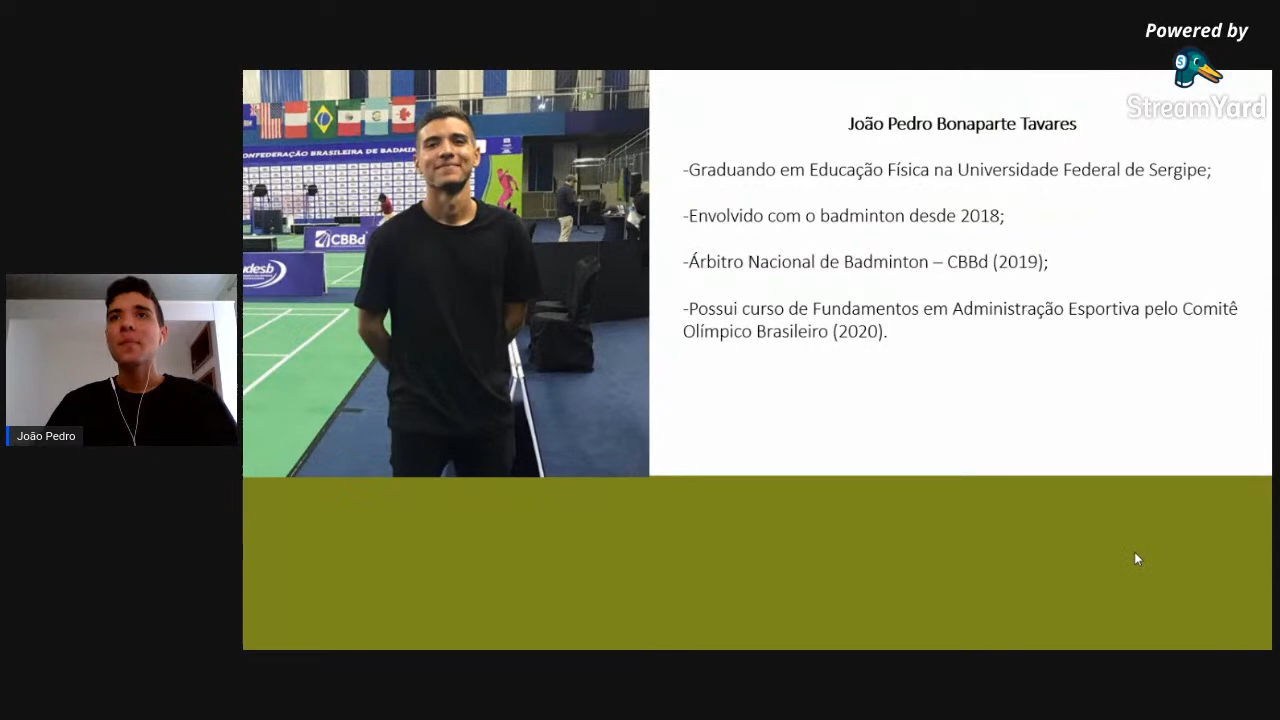 Powered by
StreamYard
João Pedro Bonaparte Tavares
-Graduando em Educação Física na Universidade Federal de Sergipe;
-Envolvido com o badminton desde 2018;
-Árbitro Nacional de Badminton – CBBd (2019);
-Possui curso de Fundamentos em Administração Esportiva pelo Comitê
Olímpico Brasileiro (2020).
ONFEDERAÇÃO BRASILEIRA DE BADMIN
CBBd
desb
João Pedro